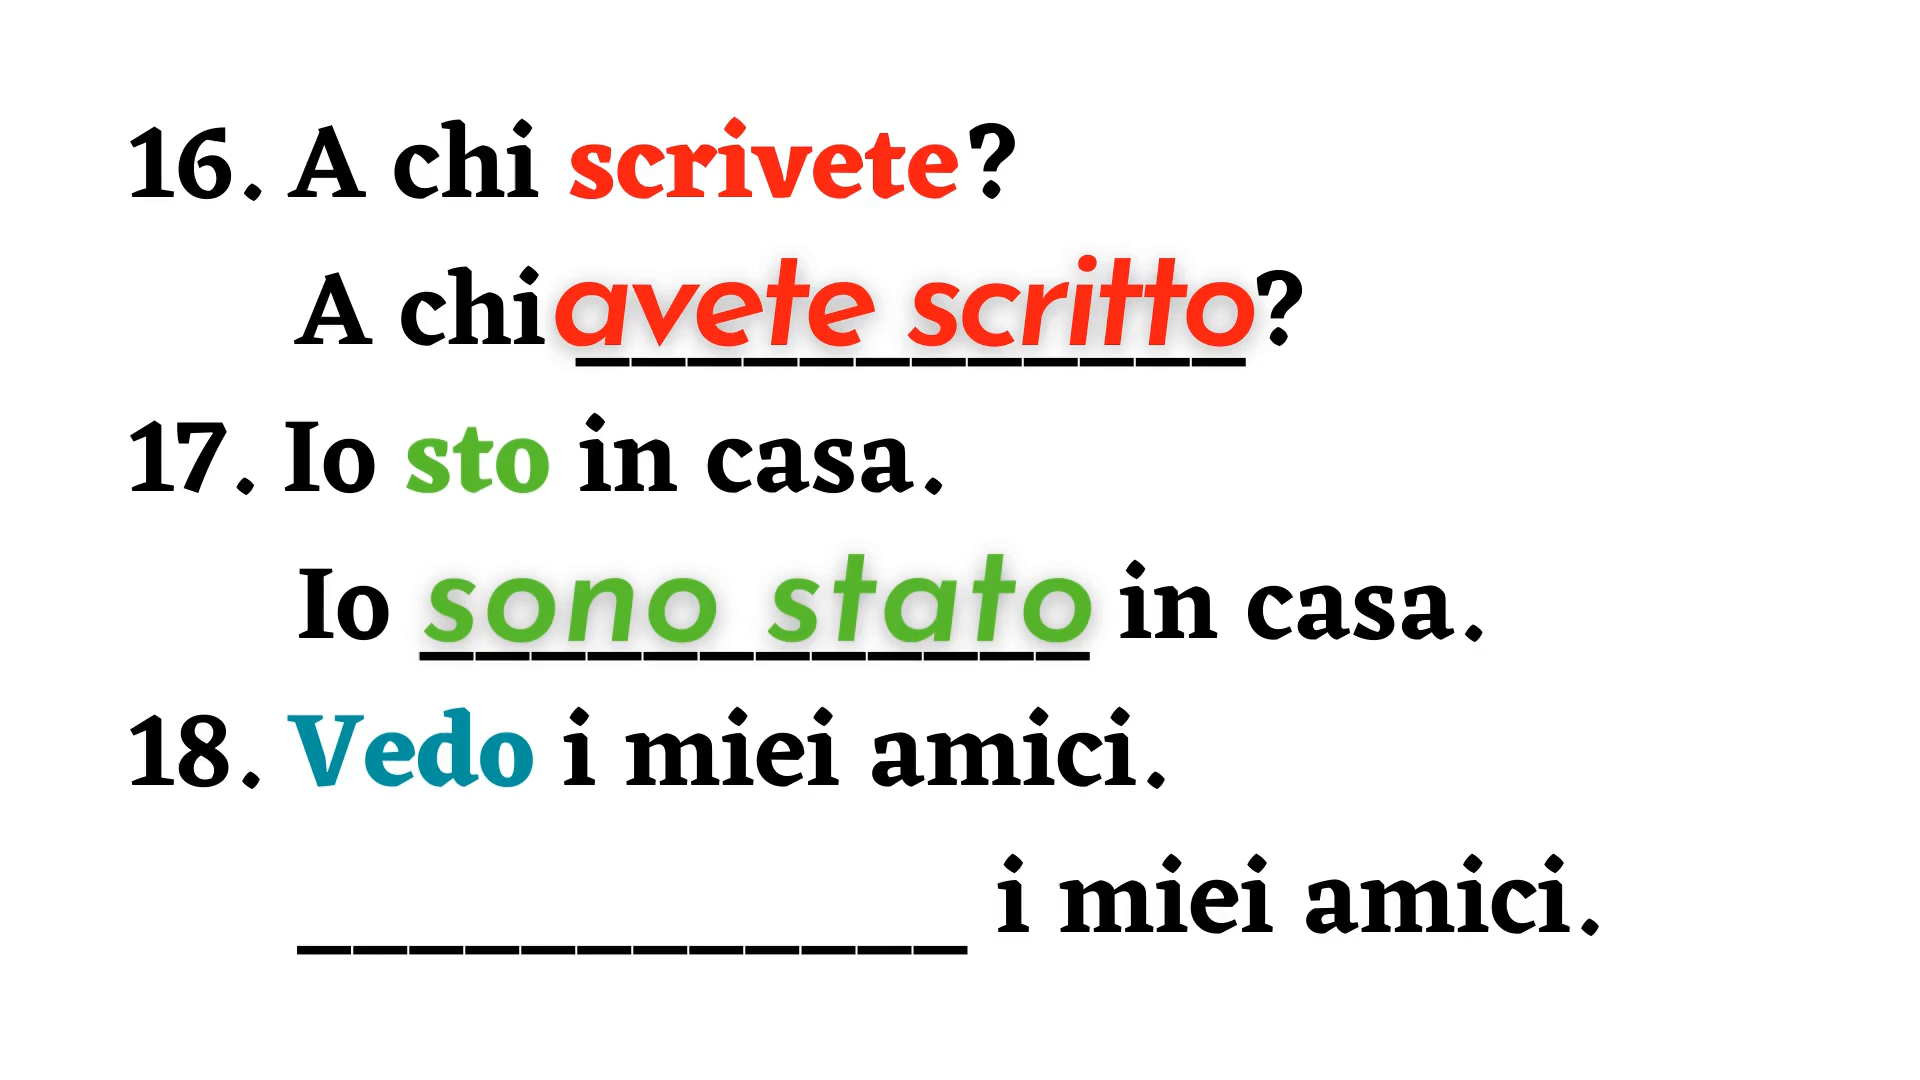 16. A chi scrivete?
A chi avete scritto?
17. Io sto in casa.
Io sono stato in casa.
18. Vedo i miei amici.
____________ i miei amici.